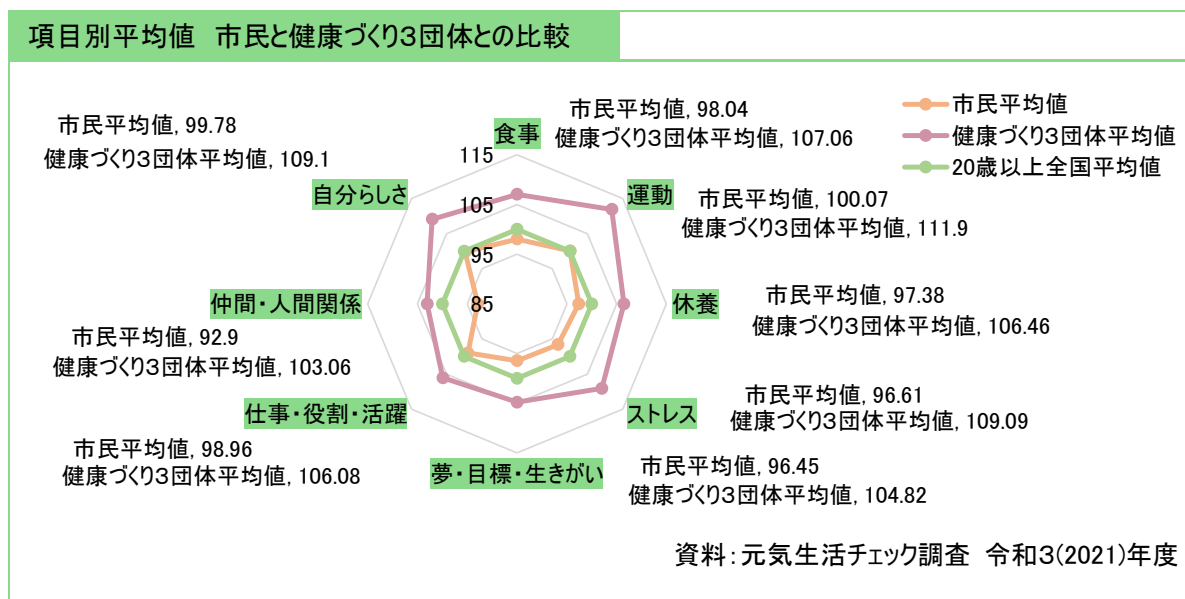 項目別平均値　市民と健康づくり3団体との比較
市民平均値, 98.04
健康づくり3団体平均値, 107.06
市民平均値
健康づくり3団体平均値
20歳以上全国平均値
市民平均値, 99.78
健康づくり3団体平均値, 109.1
食事
115
105
95
85
自分らしさ
運動
市民平均値, 100.07
健康づくり3団体平均値, 111.9
仲間・人間関係
休養
市民平均値, 97.38
健康づくり3団体平均値, 106.46
市民平均値, 92.9
健康づくり3団体平均値, 103.06
仕事・役割・活躍
ストレス
市民平均値, 96.61
健康づくり3団体平均値, 109.09
市民平均値, 98.96
健康づくり3団体平均値, 106.08
夢・目標・生きがい
市民平均値, 96.45
健康づくり3団体平均値, 104.82
資料：元気生活チェック調査　令和3(2021)年度